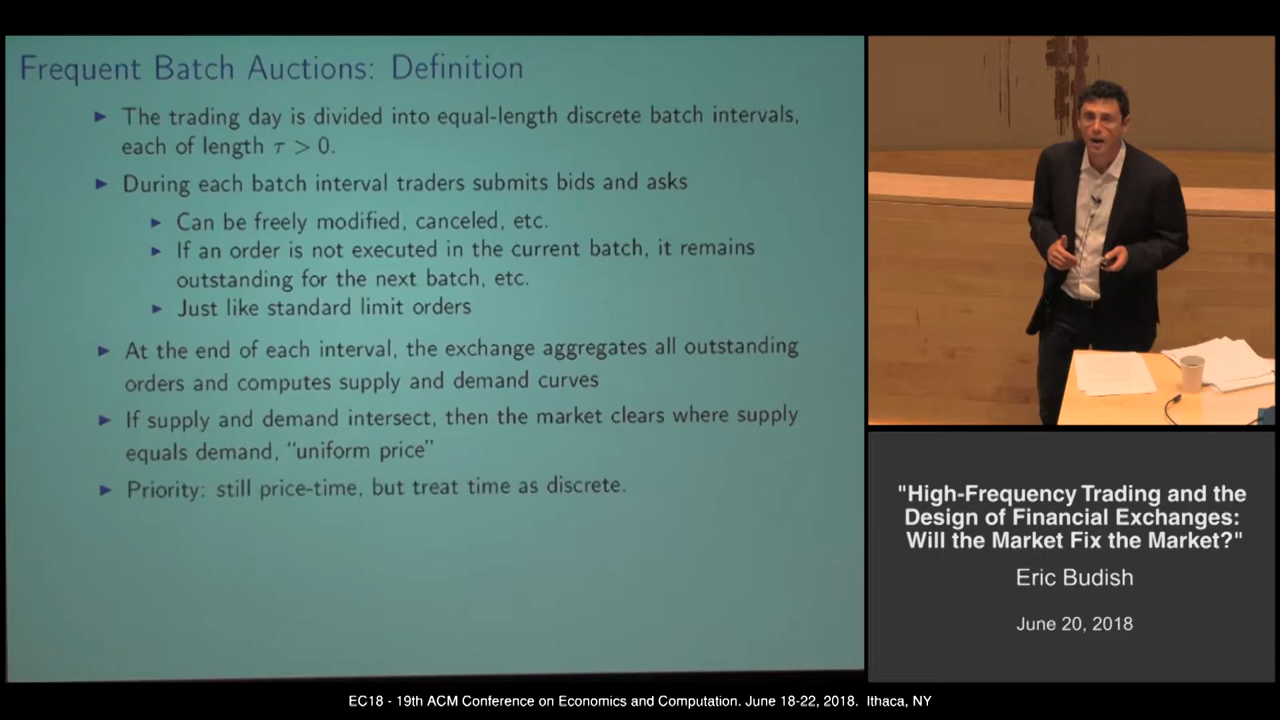 Frequent Batch Auctions: Definition
▶ The trading day is divided into equal-length discrete batch intervals,
each of length τ > 0.
▶ During each batch interval traders submits bids and asks
▶ Can be freely modified, canceled, etc.
▶ If an order is not executed in the current batch, it remains
outstanding for the next batch, etc.
▶ Just like standard limit orders
▶ At the end of each interval, the exchange aggregates all outstanding
orders and computes supply and demand curves
▶ If supply and demand intersect, then the market clears where supply
equals demand, “uniform price”
▶ Priority: still price-time, but treat time as discrete.
"High-Frequency Trading and the
Design of Financial Exchanges:
Will the Market Fix the Market?"
Eric Budish
June 20, 2018
EC18 - 19th ACM Conference on Economics and Computation. June 18-22, 2018. Ithaca, NY